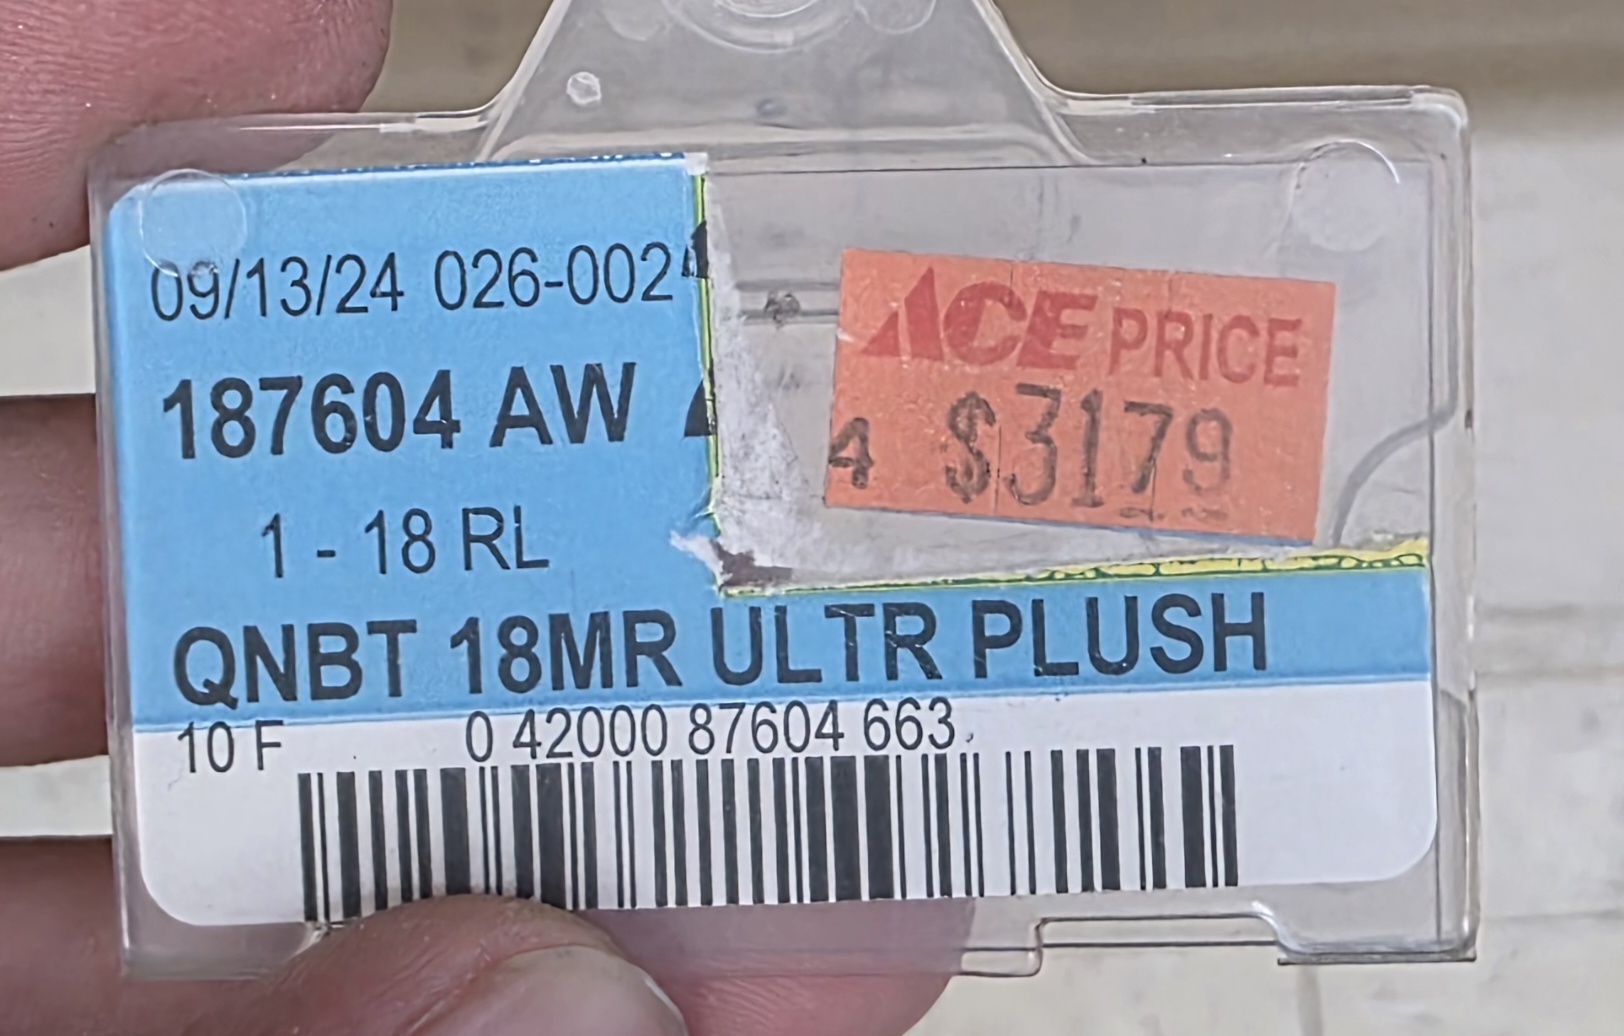 09/13/24 026-002
187604 AW
1 - 18 RL
ACE PRICE
4 $3179
QNBT 18MR ULTR PLUSH
10 F 0 42000 87604 663